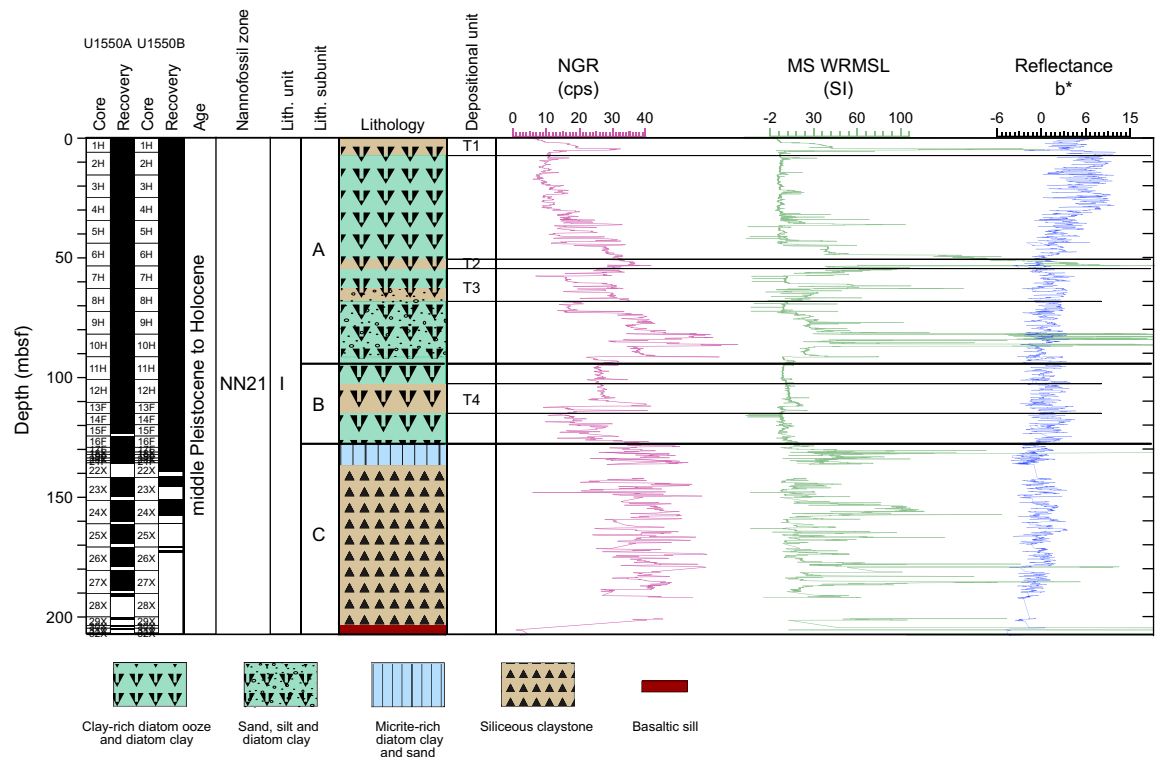 U1550A U1550B
Core
Recovery
Core
Recovery
Age
Nannofossil zone
Lith. unit
Lith. subunit
Lithology
Depositional unit
NGR
(cps)
MS WRMSL
(SI)
Reflectance
b*
0 10 30 40
-2 30 60 100
-6 0 6 15
Depth (mbsf)
0
50
100
150
200
1H 1H
2H 2H
3H 3H
4H 4H
5H 5H
6H 6H
7H 7H
8H 8H
9H 9H
10H 10H
11H 11H
12H 12H
13F 13F
14F 14F
15F 15F
16F 16F
22X 22X
23X 23X
24X 24X
25X 25X
26X 26X
27X 27X
28X 28X
29X 29X
32X 32X
middle Pleistocene to Holocene
NN21
I
A
B
C
T1
T2
T3
T4
Clay-rich diatom ooze
and diatom clay
Sand, silt and
diatom clay
Micrite-rich
diatom clay
and sand
Siliceous claystone
Basaltic sill